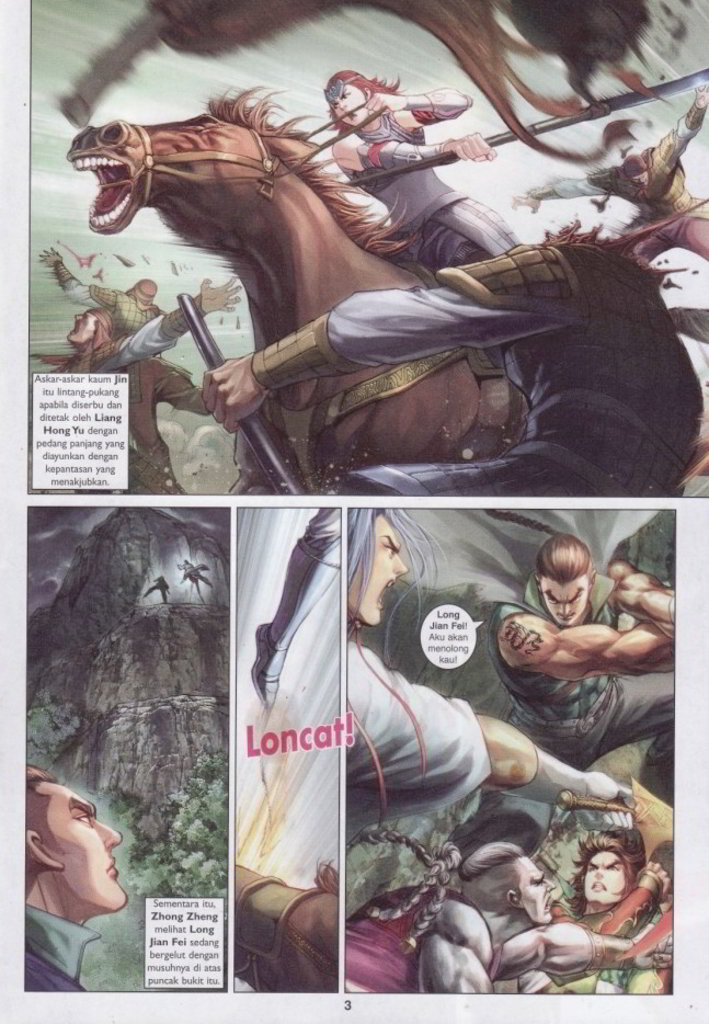 Askar-askar kaum Jin
itu lintang-pukang
apabila diserbu dan
ditetak oleh Liang
Hong Yu dengan
pedang panjang yang
diayunkan dengan
kepantasan yang
menakjubkan.
Sementara itu,
Zhong Zheng
melihat Long
Jian Fei sedang
bergelut dengan
musuhnya di atas
puncak bukit itu.
Loncat!
Long
Jian Fei!
Aku akan
menolong
kau!
3